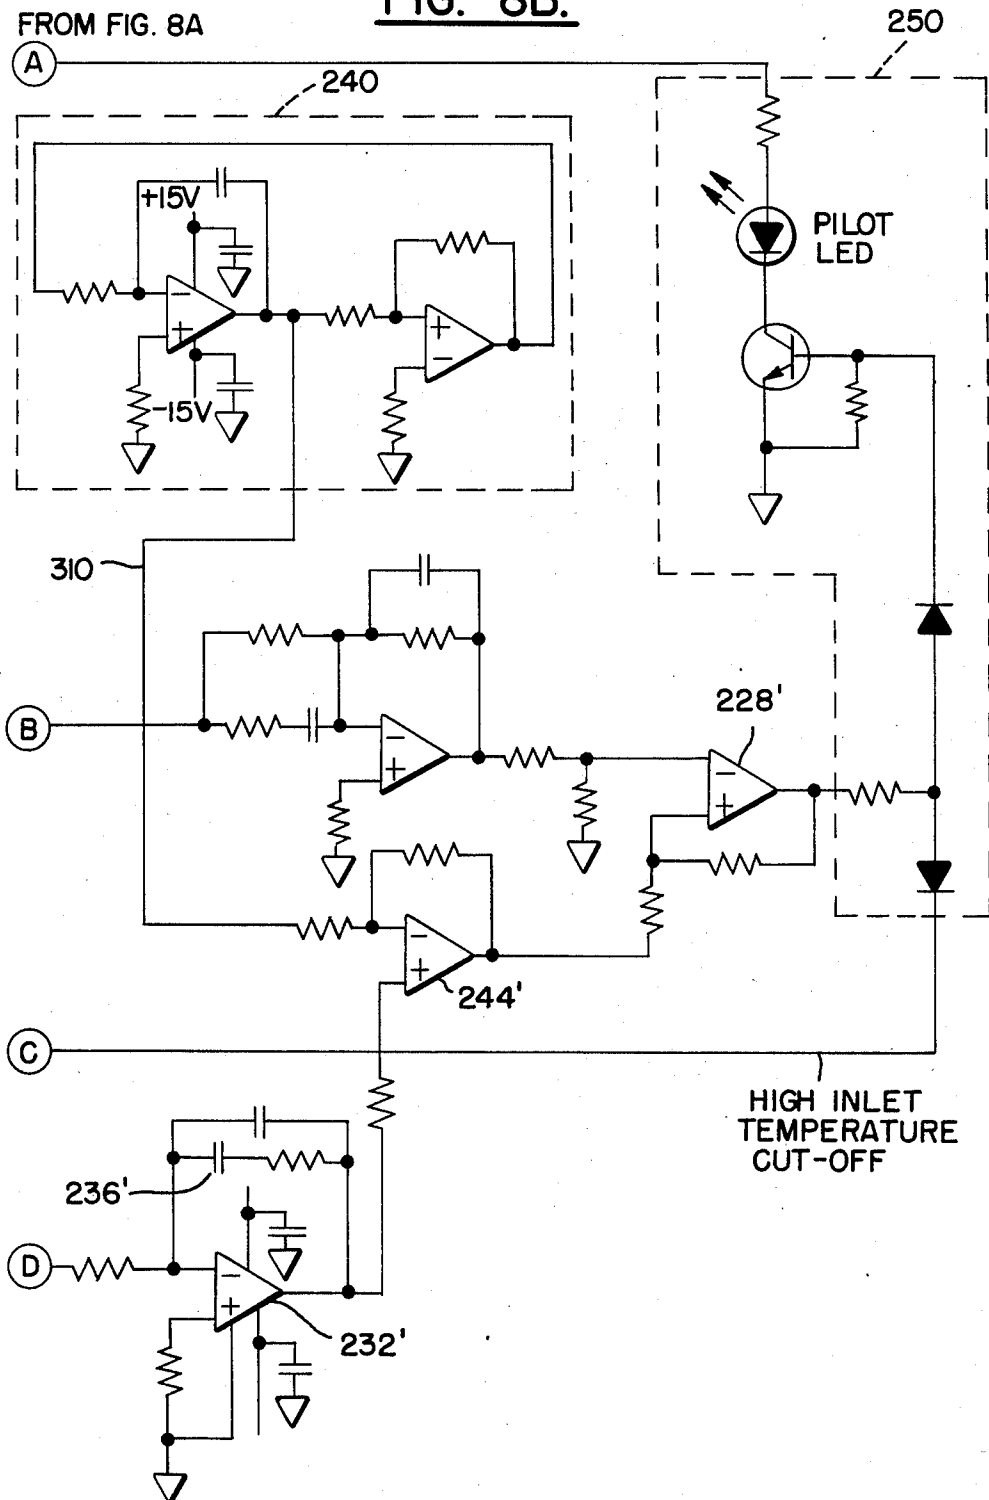 FIG. 8B.
FROM FIG. 8A
250
A
240
+15V
PILOT
LED
−
+
+
−
-15V
310
B
228'
−
+
−
+
−
+
244'
C
HIGH INLET
TEMPERATURE
CUT-OFF
236'
D
−
+
232'